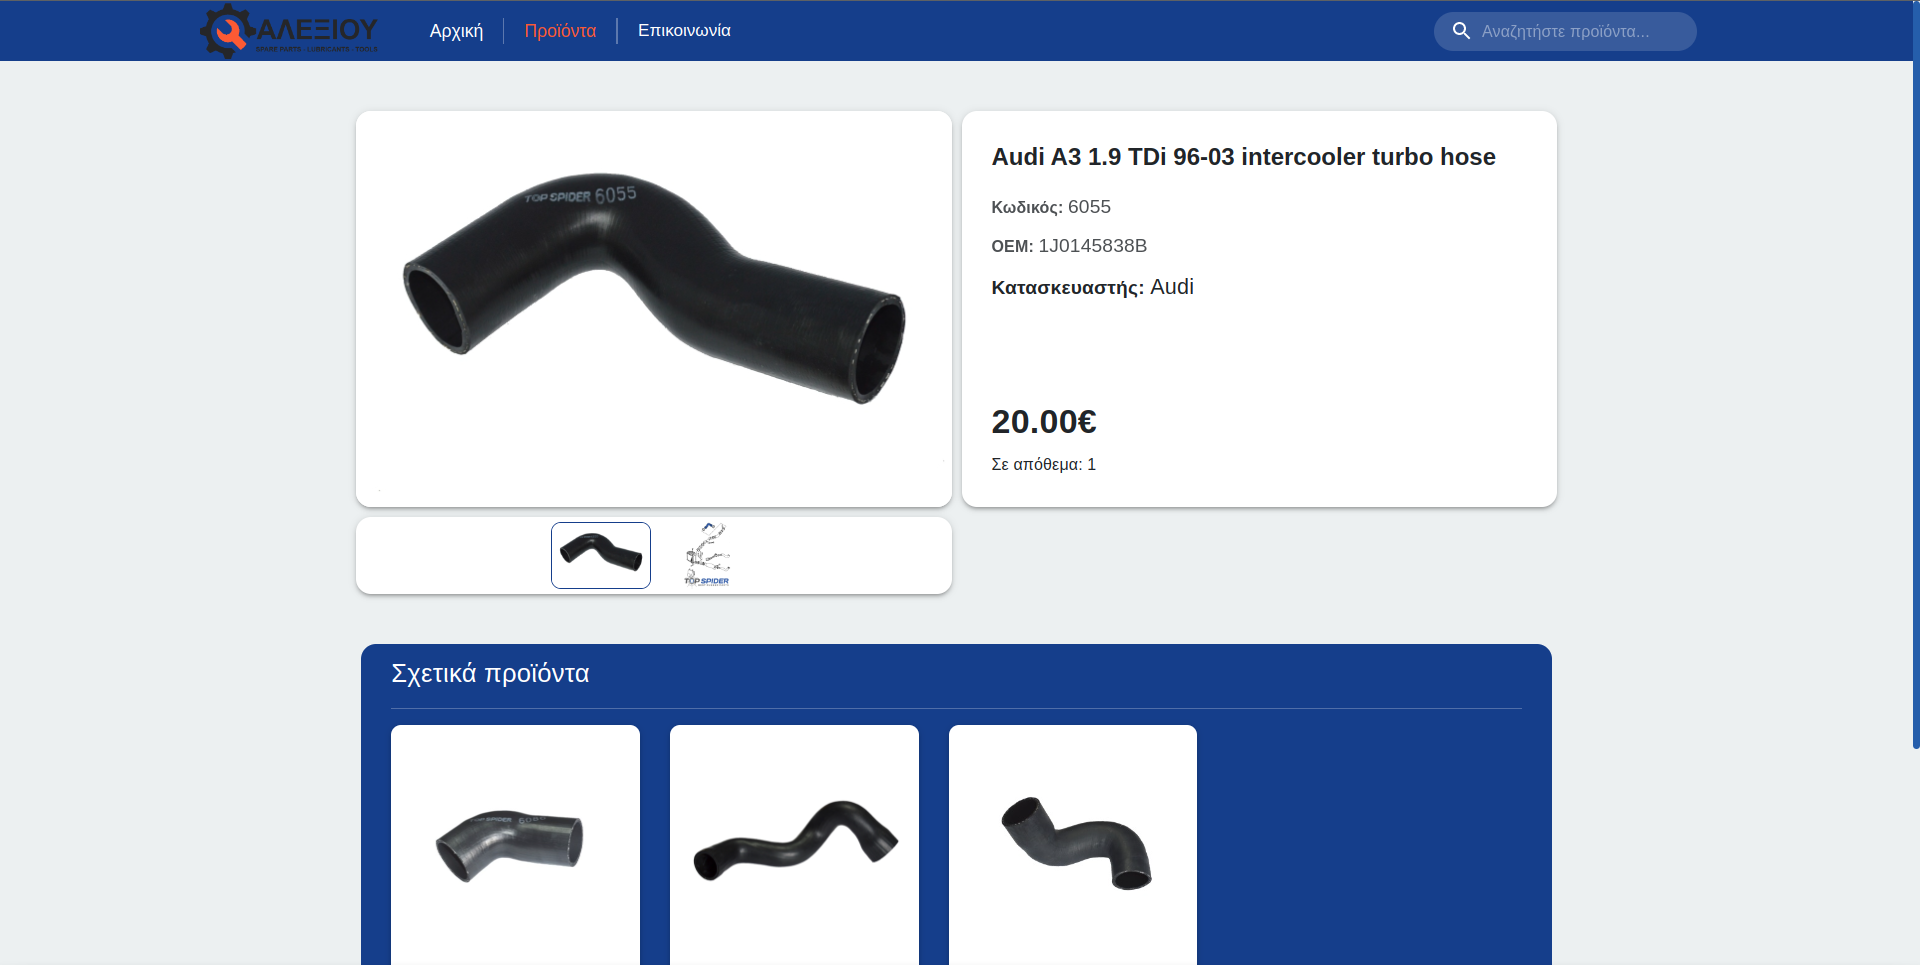 ΑΛΕΞΙΟΥ
SPARE PARTS - LUBRICANTS - TOOLS
Αρχική
Προϊόντα
Επικοινωνία
Αναζητήστε προϊόντα...
TOP SPIDER 6055
Audi A3 1.9 TDi 96-03 intercooler turbo hose
Κωδικός: 6055
OEM: 1J0145838B
Κατασκευαστής: Audi
20.00€
Σε απόθεμα: 1
TOP SPIDER
Σχετικά προϊόντα
TOP SPIDER